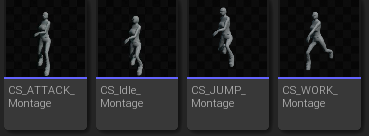 CS_ATTACK_
Montage
CS_Idle_
Montage
CS_JUMP_
Montage
CS_WORK_
Montage